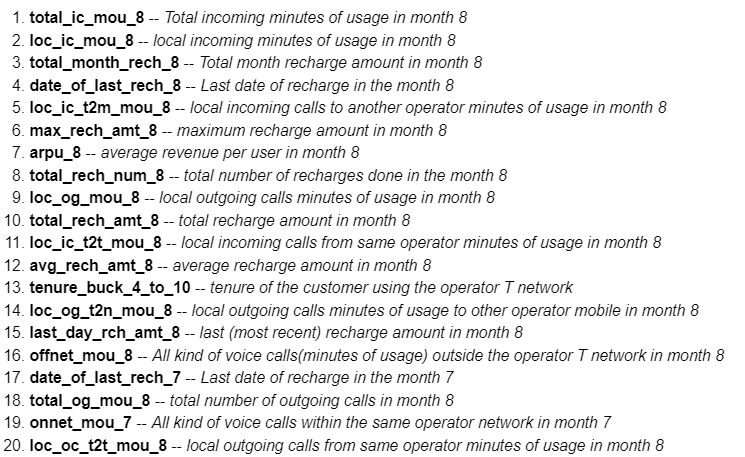 1. total_ic_mou_8 -- Total incoming minutes of usage in month 8
2. loc_ic_mou_8 -- local incoming minutes of usage in month 8
3. total_month_rech_8 -- Total month recharge amount in month 8
4. date_of_last_rech_8 -- Last date of recharge in the month 8
5. loc_ic_t2m_mou_8 -- local incoming calls to another operator minutes of usage in month 8
6. max_rech_amt_8 -- maximum recharge amount in month 8
7. arpu_8 -- average revenue per user in month 8
8. total_rech_num_8 -- total number of recharges done in the month 8
9. loc_og_mou_8 -- local outgoing calls minutes of usage in month 8
10. total_rech_amt_8 -- total recharge amount in month 8
11. loc_ic_t2t_mou_8 -- local incoming calls from same operator minutes of usage in month 8
12. avg_rech_amt_8 -- average recharge amount in month 8
13. tenure_buck_4_to_10 -- tenure of the customer using the operator T network
14. loc_og_t2n_mou_8 -- local outgoing calls minutes of usage to other operator mobile in month 8
15. last_day_rch_amt_8 -- last (most recent) recharge amount in month 8
16. offnet_mou_8 -- All kind of voice calls(minutes of usage) outside the operator T network in month 8
17. date_of_last_rech_7 -- Last date of recharge in the month 7
18. total_og_mou_8 -- total number of outgoing calls in month 8
19. onnet_mou_7 -- All kind of voice calls within the same operator network in month 7
20. loc_oc_t2t_mou_8 -- local outgoing calls from same operator minutes of usage in month 8